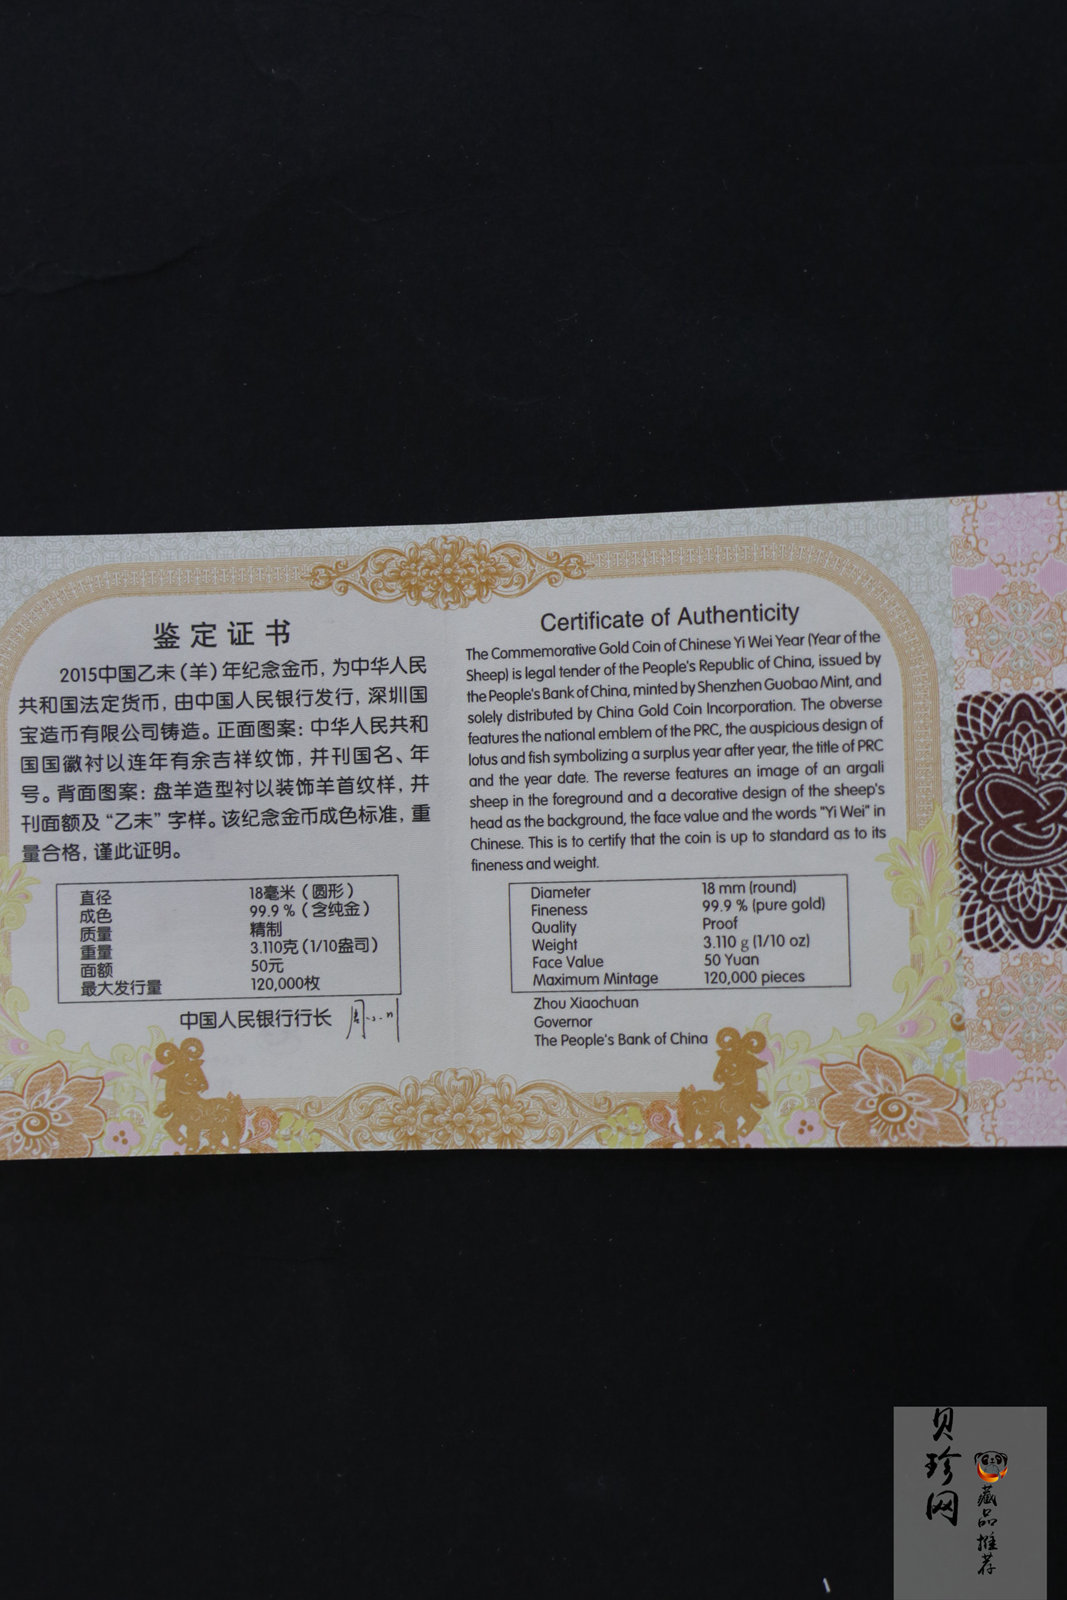 鉴定证书
2015中国乙未(羊)年纪念金币，为中华人民
共和国法定货币，由中国人民银行发行，深圳国
宝造币有限公司铸造。正面图案：中华人民共和
国国徽衬以连年有余吉祥纹饰，并刊国名、年
号。背面图案：盘羊造型衬以装饰羊首纹样，并
刊面额及“乙未”字样。该纪念金币成色标准，重
量合格，谨此证明。
直径 18毫米（圆形）
成色 99.9％（含纯金）
质量 精制
重量 3.110克(1/10盎司)
面额 50元
最大发行量 120,000枚
中国人民银行行长
Certificate of Authenticity
The Commemorative Gold Coin of Chinese Yi Wei Year (Year of the
Sheep) is legal tender of the People's Republic of China, issued by
the People's Bank of China, minted by Shenzhen Guobao Mint, and
solely distributed by China Gold Coin Incorporation. The obverse
features the national emblem of the PRC, the auspicious design of
lotus and fish symbolizing a surplus year after year, the title of PRC
and the year date. The reverse features an image of an argali
sheep in the foreground and a decorative design of the sheep's
head as the background, the face value and the words "Yi Wei" in
Chinese. This is to certify that the coin is up to standard as to its
fineness and weight.
Diameter 18 mm (round)
Fineness 99.9 % (pure gold)
Quality Proof
Weight 3.110 g (1/10 oz)
Face Value 50 Yuan
Maximum Mintage 120,000 pieces
Zhou Xiaochuan
Governor
The People's Bank of China
贝珍网
藏品推荐